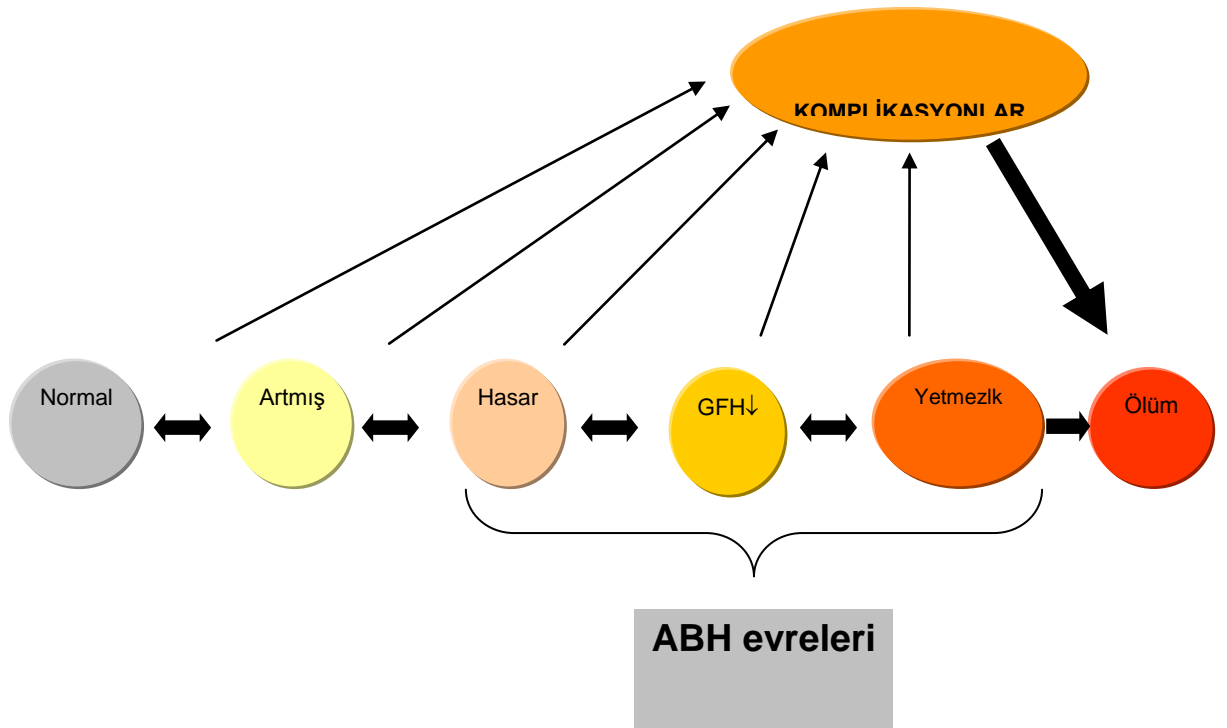 KOMPLİKASYONLAR
Normal
Artmış
Hasar
GFH↓
Yetmezlk
Ölüm
ABH evreleri